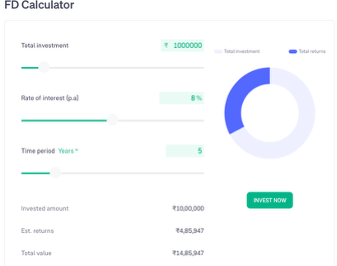 FD Calculator
Total investment
₹ 1000000
Total investment
Total returns
Rate of interest (p.a)
8 %
Time period Years
5
INVEST NOW
Invested amount
₹10,00,000
Est. returns
₹4,85,947
Total value
₹14,85,947